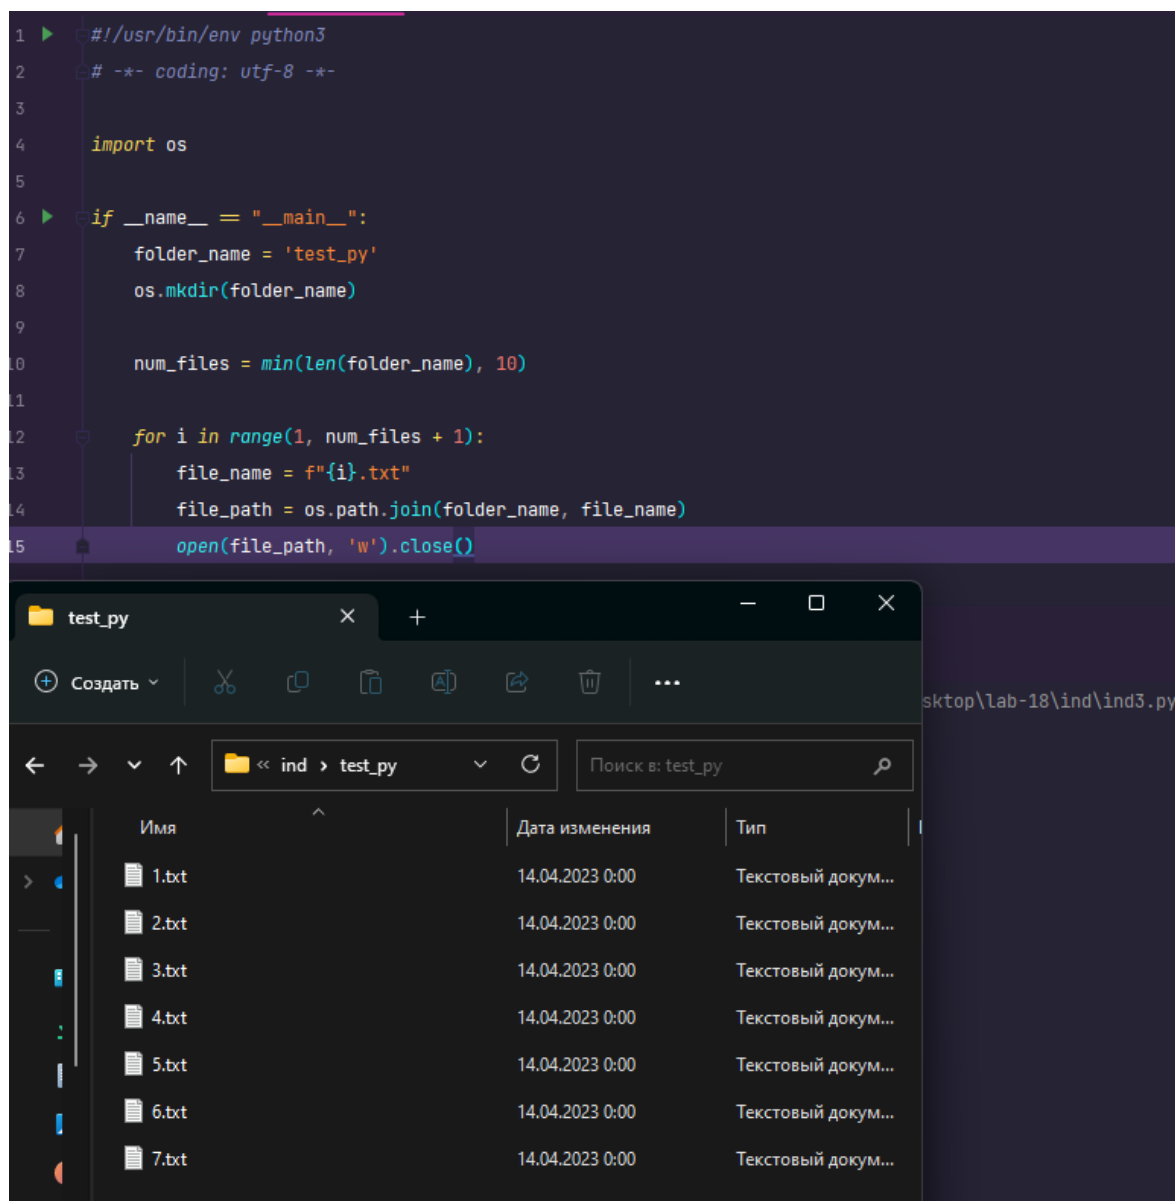 1 #!/usr/bin/env python3
2 # -*- coding: utf-8 -*-
3
4 import os
5
6 if __name__ == "__main__":
7 folder_name = 'test_py'
8 os.mkdir(folder_name)
9
10 num_files = min(len(folder_name), 10)
11
12 for i in range(1, num_files + 1):
13 file_name = f"{i}.txt"
14 file_path = os.path.join(folder_name, file_name)
15 open(file_path, 'w').close()
test_py
Создать
sktop\lab-18\ind\ind3.py
« ind > test_py Поиск в: test_py
Имя Дата изменения Тип
1.txt 14.04.2023 0:00 Текстовый докум...
2.txt 14.04.2023 0:00 Текстовый докум...
3.txt 14.04.2023 0:00 Текстовый докум...
4.txt 14.04.2023 0:00 Текстовый докум...
5.txt 14.04.2023 0:00 Текстовый докум...
6.txt 14.04.2023 0:00 Текстовый докум...
7.txt 14.04.2023 0:00 Текстовый докум...